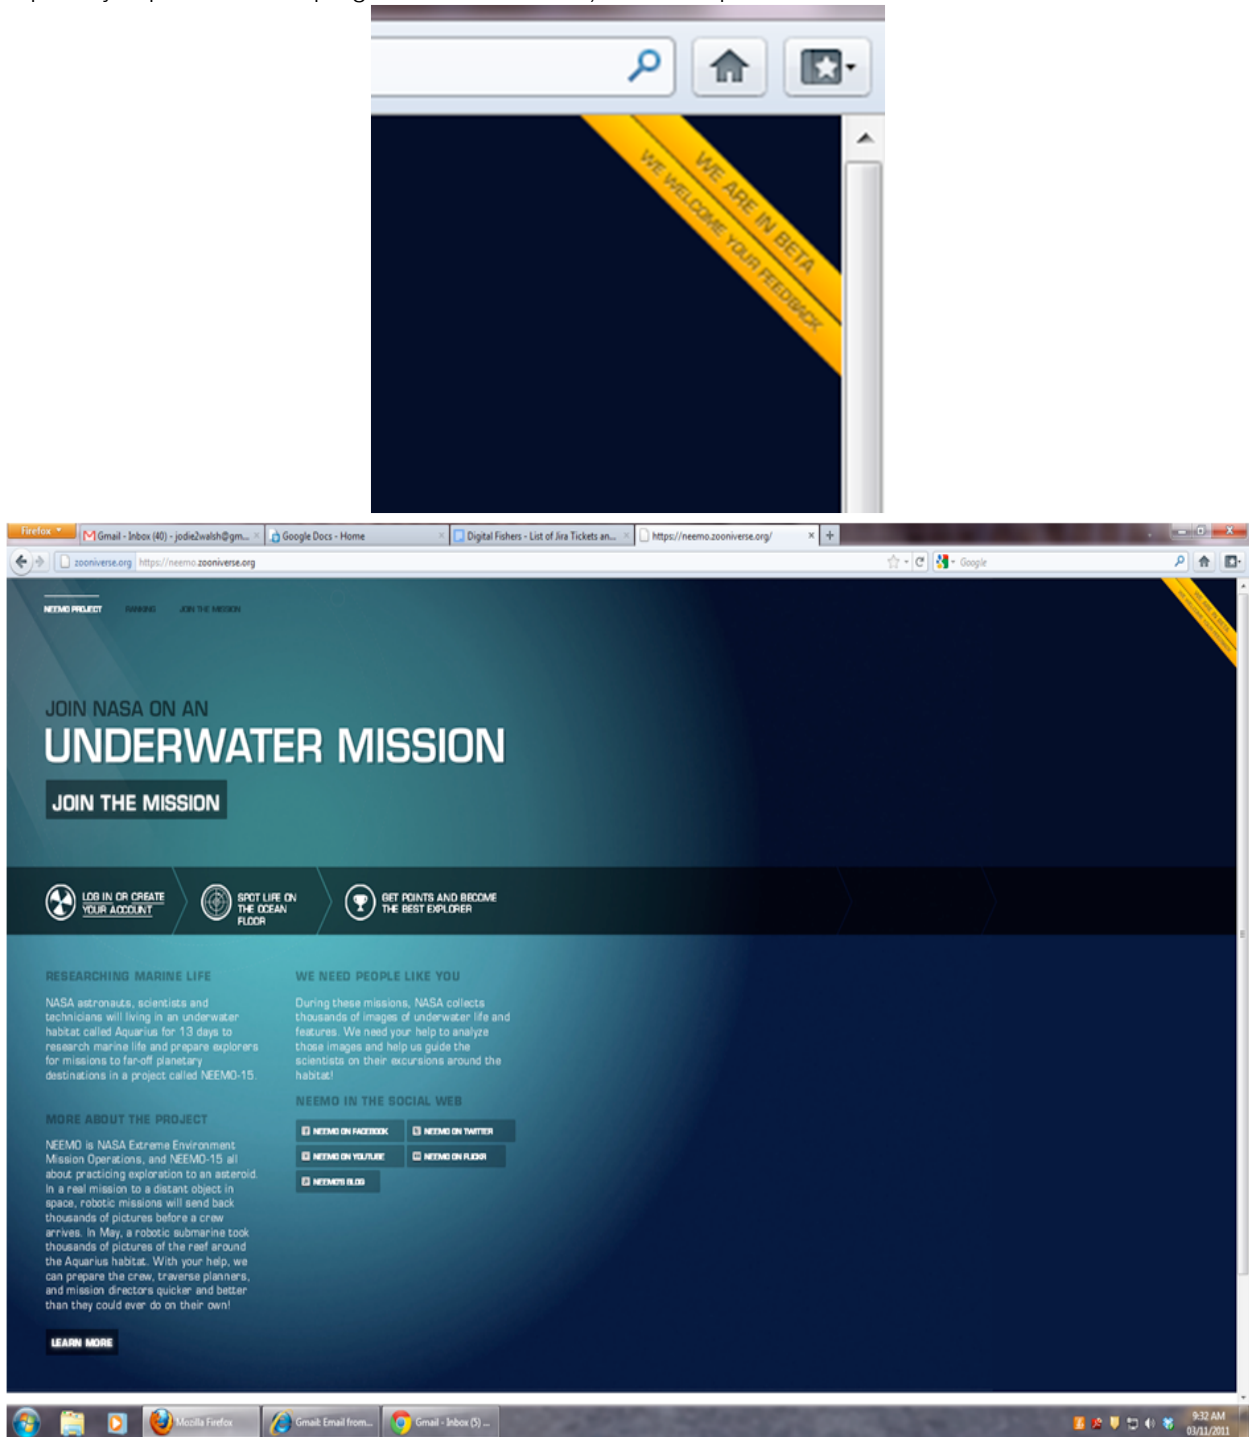 WE ARE IN BETA
WE WELCOME YOUR FEEDBACK
Firefox
Gmail - Inbox (40) - jodie2walsh@gm...
Google Docs - Home
Digital Fishers - List of Jira Tickets an...
https://neemo.zooniverse.org/
zooniverse.org https://neemo.zooniverse.org
Google
NEEMO PROJECT
RANKING
JOIN THE MISSION
WE ARE IN BETA
WE WELCOME YOUR FEEDBACK
JOIN NASA ON AN
UNDERWATER MISSION
JOIN THE MISSION
LOG IN OR CREATE
YOUR ACCOUNT
SPOT LIFE ON
THE OCEAN
FLOOR
GET POINTS AND BECOME
THE BEST EXPLORER
RESEARCHING MARINE LIFE
NASA astronauts, scientists and
technicians will living in an underwater
habitat called Aquarius for 13 days to
research marine life and prepare explorers
for missions to far-off planetary
destinations in a project called NEEMO-15.
MORE ABOUT THE PROJECT
NEEMO is NASA Extreme Environment
Mission Operations, and NEEMO-15 all
about practicing exploration to an asteroid.
In a real mission to a distant object in
space, robotic missions will send back
thousands of pictures before a crew
arrives. In May, a robotic submarine took
thousands of pictures of the reef around
the Aquarius habitat. With your help, we
can prepare the crew, traverse planners,
and mission directors quicker and better
than they could ever do on their own!
LEARN MORE
WE NEED PEOPLE LIKE YOU
During these missions, NASA collects
thousands of images of underwater life and
features. We need your help to analyze
those images and help us guide the
scientists on their excursions around the
habitat!
NEEMO IN THE SOCIAL WEB
NEEMO ON FACEBOOK
NEEMO ON TWITTER
NEEMO ON YOUTUBE
NEEMO ON FLICKR
NEEMO'S BLOG
Mozilla Firefox
Gmail: Email from...
Gmail - Inbox (5) ...
9:32 AM
03/11/2011